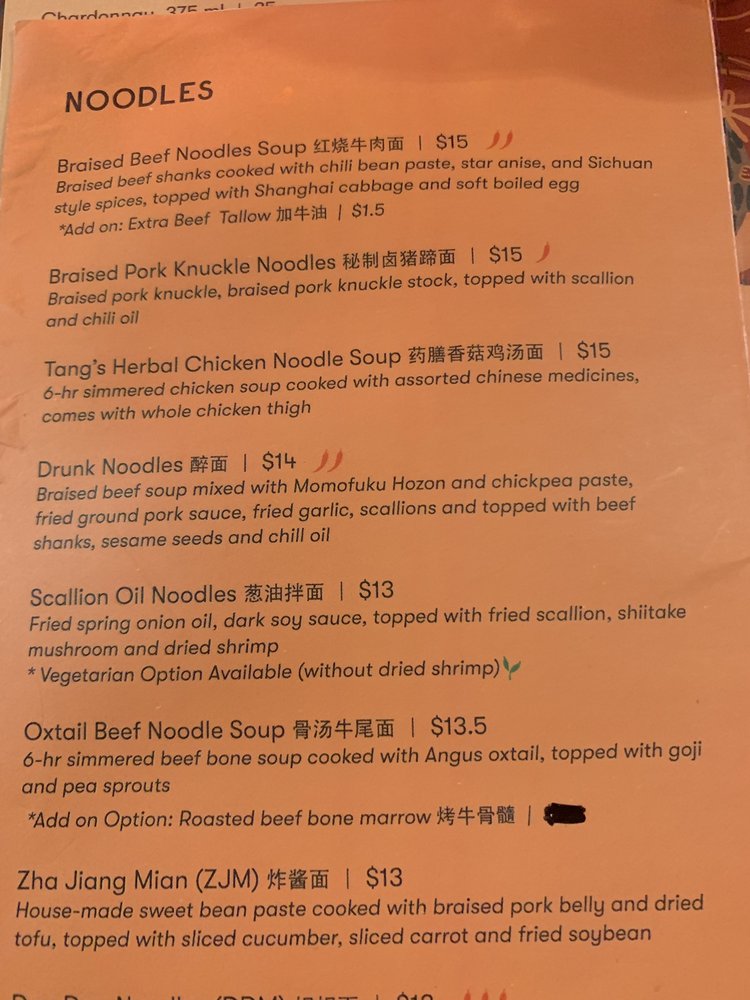 Chardonnay 375 ml | 25
NOODLES
Braised Beef Noodles Soup 红烧牛肉面 | $15
Braised beef shanks cooked with chili bean paste, star anise, and Sichuan
style spices, topped with Shanghai cabbage and soft boiled egg
*Add on: Extra Beef Tallow 加牛油 | $1.5
Braised Pork Knuckle Noodles 秘制卤猪蹄面 | $15
Braised pork knuckle, braised pork knuckle stock, topped with scallion
and chili oil
Tang's Herbal Chicken Noodle Soup 药膳香菇鸡汤面 | $15
6-hr simmered chicken soup cooked with assorted chinese medicines,
comes with whole chicken thigh
Drunk Noodles 醉面 | $14
Braised beef soup mixed with Momofuku Hozon and chickpea paste,
fried ground pork sauce, fried garlic, scallions and topped with beef
shanks, sesame seeds and chill oil
Scallion Oil Noodles 葱油拌面 | $13
Fried spring onion oil, dark soy sauce, topped with fried scallion, shiitake
mushroom and dried shrimp
* Vegetarian Option Available (without dried shrimp)
Oxtail Beef Noodle Soup 骨汤牛尾面 | $13.5
6-hr simmered beef bone soup cooked with Angus oxtail, topped with goji
and pea sprouts
*Add on Option: Roasted beef bone marrow 烤牛骨髓 |
Zha Jiang Mian (ZJM) 炸酱面 | $13
House-made sweet bean paste cooked with braised pork belly and dried
tofu, topped with sliced cucumber, sliced carrot and fried soybean